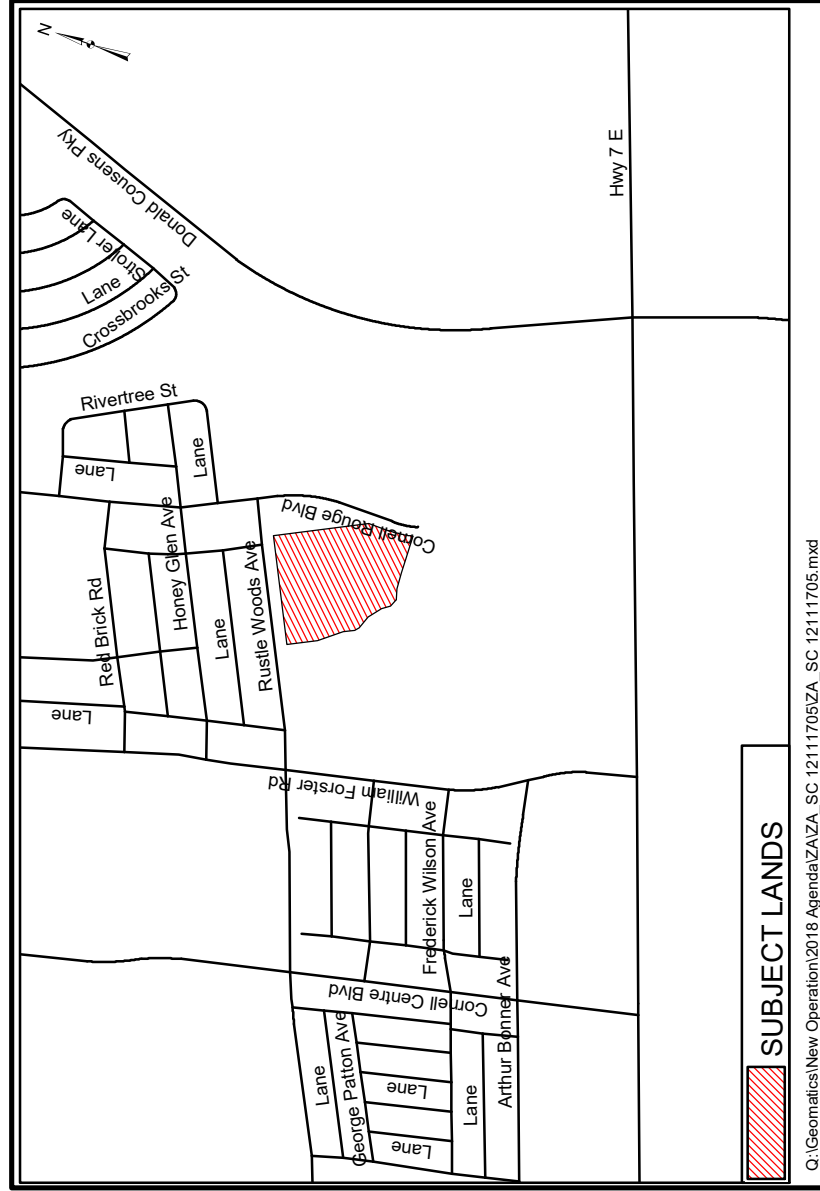 N
Donald Cousens Pky
Stroler Lane
Lane
Crossbrooks St
Rivertree St
Lane
Lane
Hwy 7 E
Cornell Rouge Blvd
Red Brick Rd
Honey Glen Ave
Lane
Rustle Woods Ave
Lane
William Forster Rd
Frederick Wilson Ave
Lane
Cornell Centre Blvd
Arthur Bonner Ave
Lane
George Patton Ave
Lane
Lane
Lane
SUBJECT LANDS
Q:\Geomatics\New Operation\2018 Agenda\ZA\ZA_SC 12111705\ZA_SC 12111705.mxd